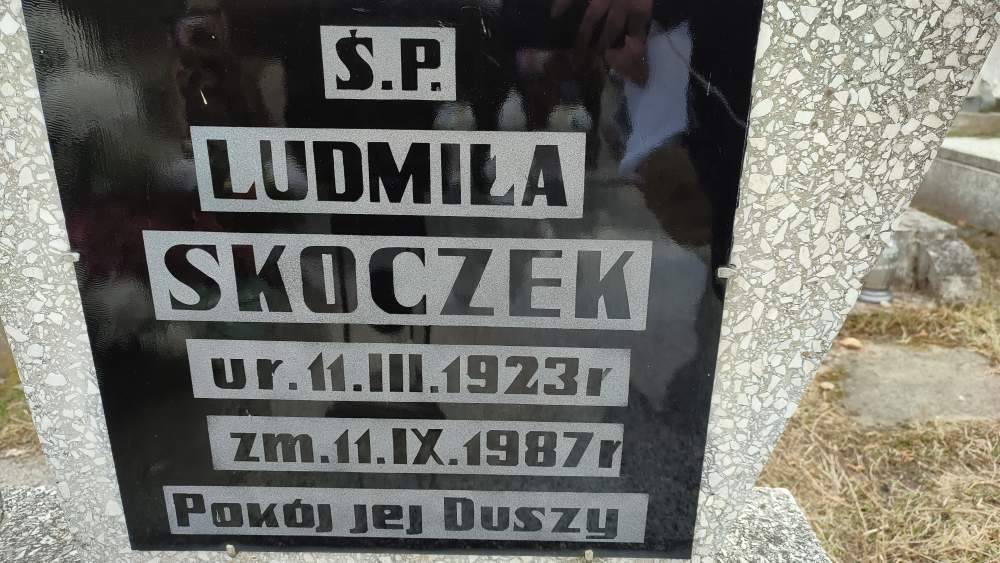 Ś.P.
LUDMIŁA
SKOCZEK
ur.11.III.1923r
zm.11.IX.1987r
Pokój jej Duszy